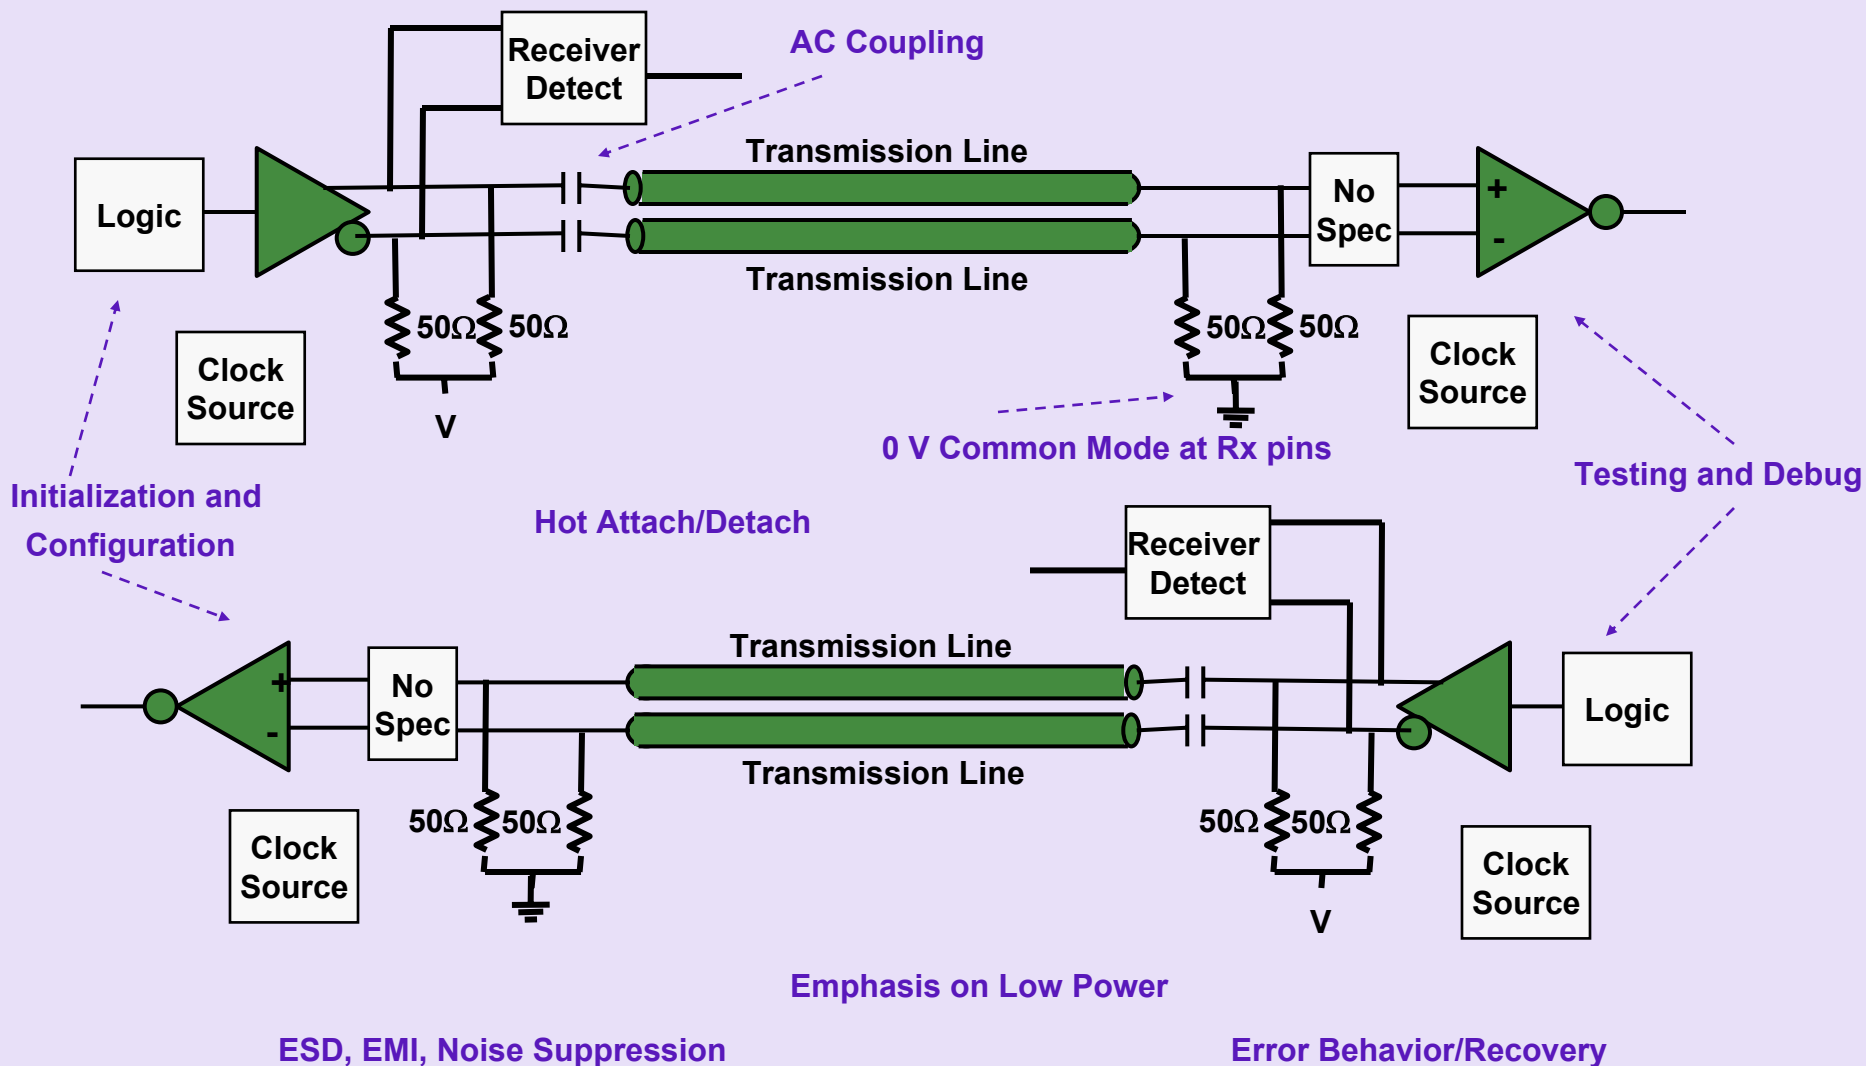 Receiver
Detect
AC Coupling
Transmission Line
Logic
No
Spec
+
-
Transmission Line
50Ω 50Ω
50Ω 50Ω
Clock
Source
Clock
Source
V
0 V Common Mode at Rx pins
Testing and Debug
Initialization and
Configuration
Hot Attach/Detach
Receiver
Detect
Transmission Line
+
-
No
Spec
Logic
Transmission Line
50Ω 50Ω
50Ω 50Ω
Clock
Source
Clock
Source
V
Emphasis on Low Power
ESD, EMI, Noise Suppression
Error Behavior/Recovery